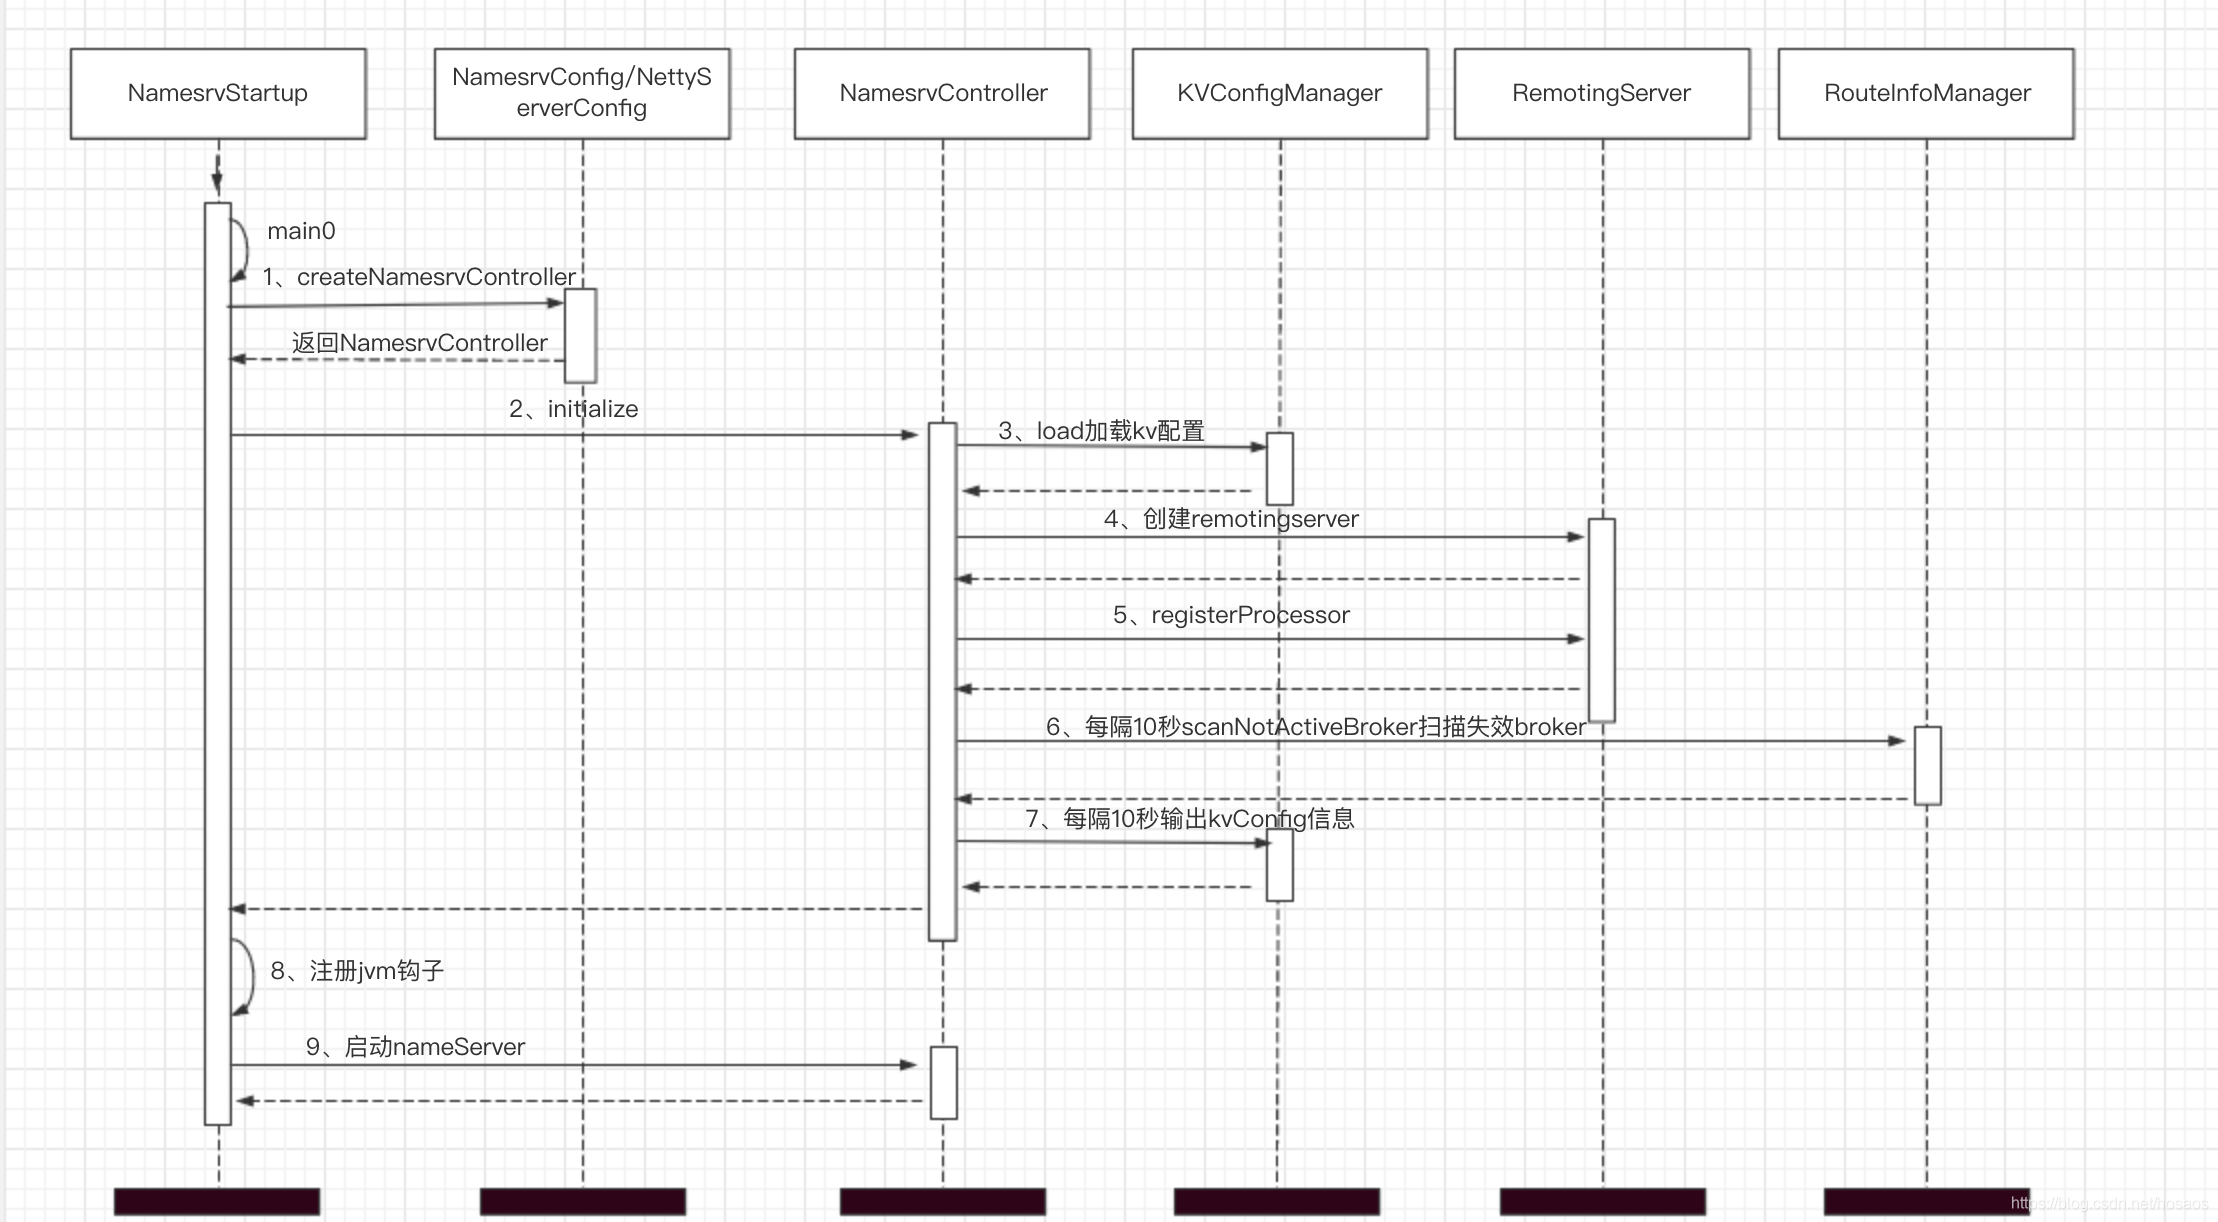 NamesrvStartup
NamesrvConfig/NettyS
erverConfig
NamesrvController
KVConfigManager
RemotingServer
RouteInfoManager
main0
1、createNamesrvController
返回NamesrvController
2、initialize
3、load加载kv配置
4、创建remotingserver
5、registerProcessor
6、每隔10秒scanNotActiveBroker扫描失效broker
7、每隔10秒输出kvConfig信息
8、注册jvm钩子
9、启动nameServer
https://blog.csdn.net/hosaos